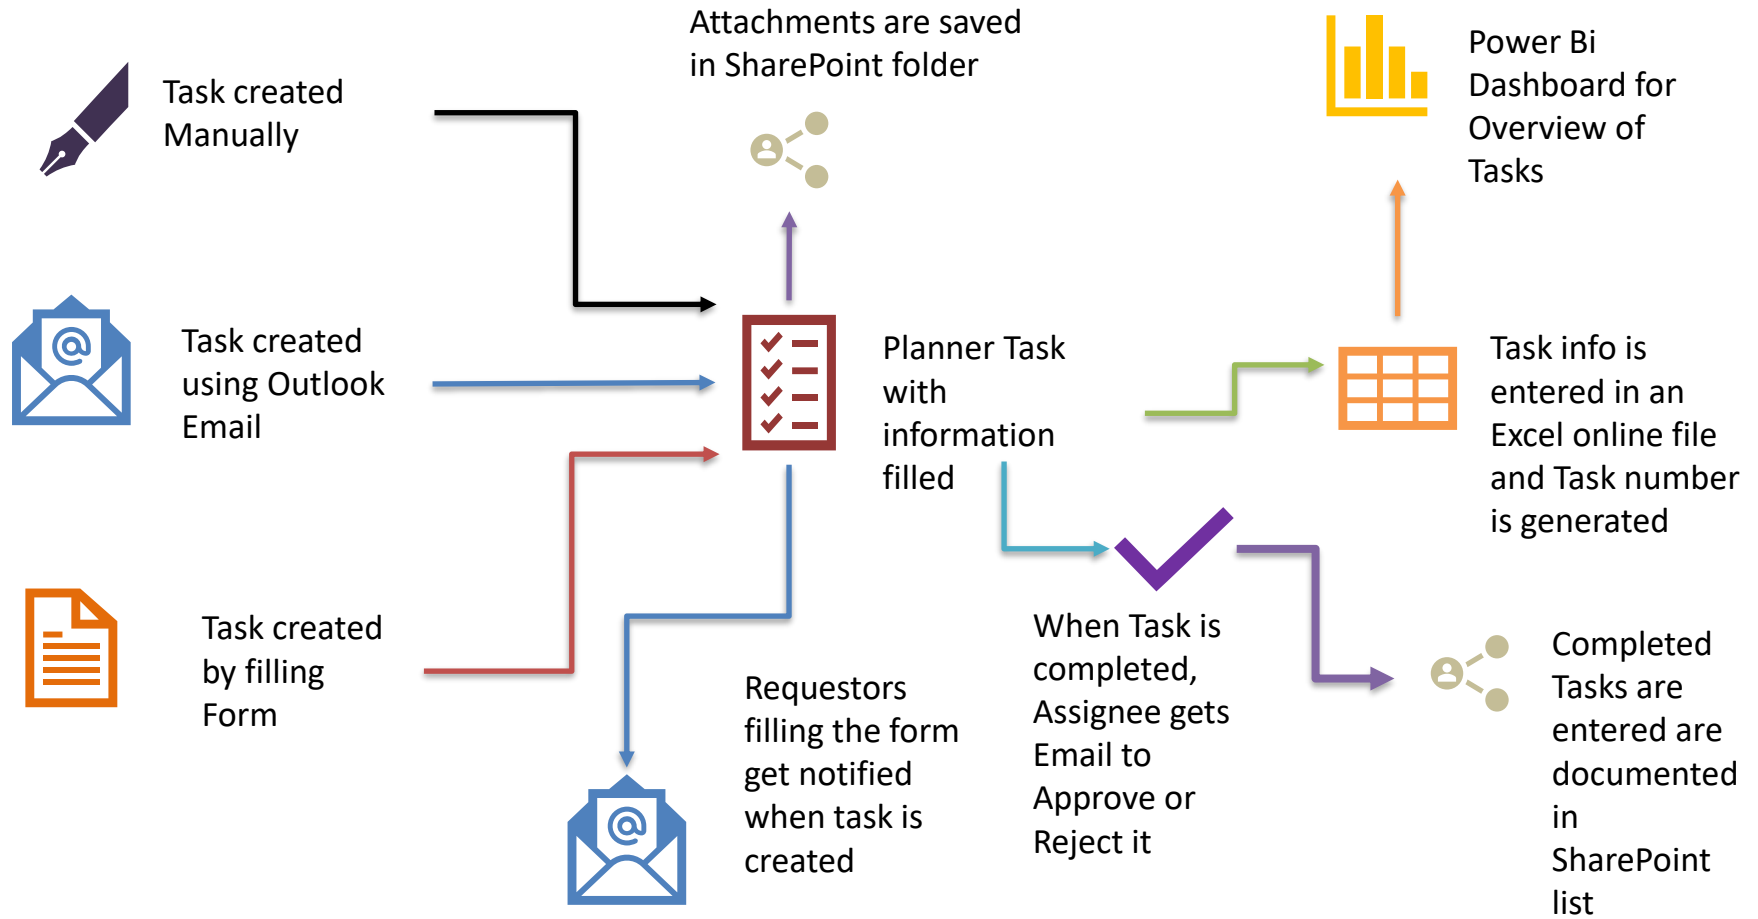 Task created
Manually
Attachments are saved
in SharePoint folder
Power Bi
Dashboard for
Overview of
Tasks
Task created
using Outlook
Email
Planner Task
with
information
filled
Task info is
entered in an
Excel online file
and Task number
is generated
Task created
by filling
Form
Requestors
filling the form
get notified
when task is
created
When Task is
completed,
Assignee gets
Email to
Approve or
Reject it
Completed
Tasks are
entered are
documented
in
SharePoint
list